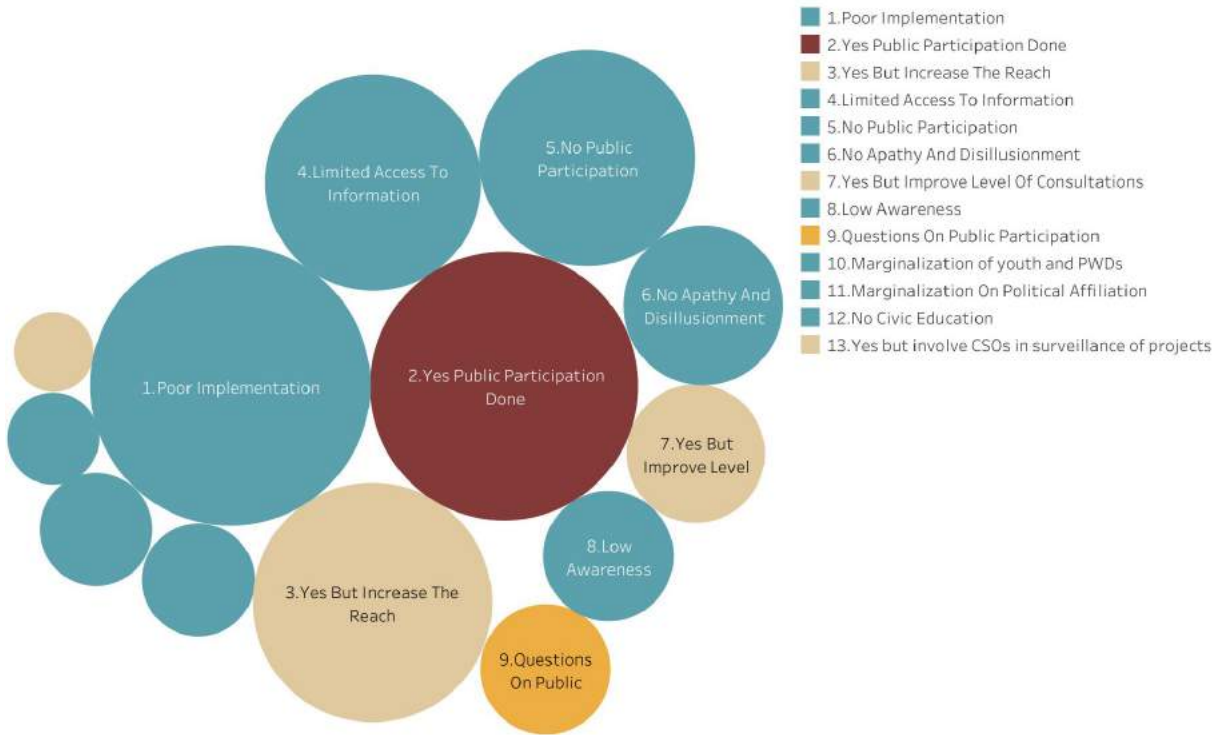 1.Poor Implementation
2.Yes Public Participation Done
3.Yes But Increase The Reach
4.Limited Access To Information
5.No Public Participation
6.No Apathy And Disillusionment
7.Yes But Improve Level Of Consultations
8.Low Awareness
9.Questions On Public Participation
10.Marginalization of youth and PWDs
11.Marginalization On Political Affiliation
12.No Civic Education
13.Yes but involve CSOs in surveillance of projects
5.No Public
Participation
4.Limited Access To
Information
6.No Apathy And
Disillusionment
1.Poor Implementation
2.Yes Public Participation
Done
7.Yes But
Improve Level
8.Low
Awareness
3.Yes But Increase The
Reach
9.Questions
On Public